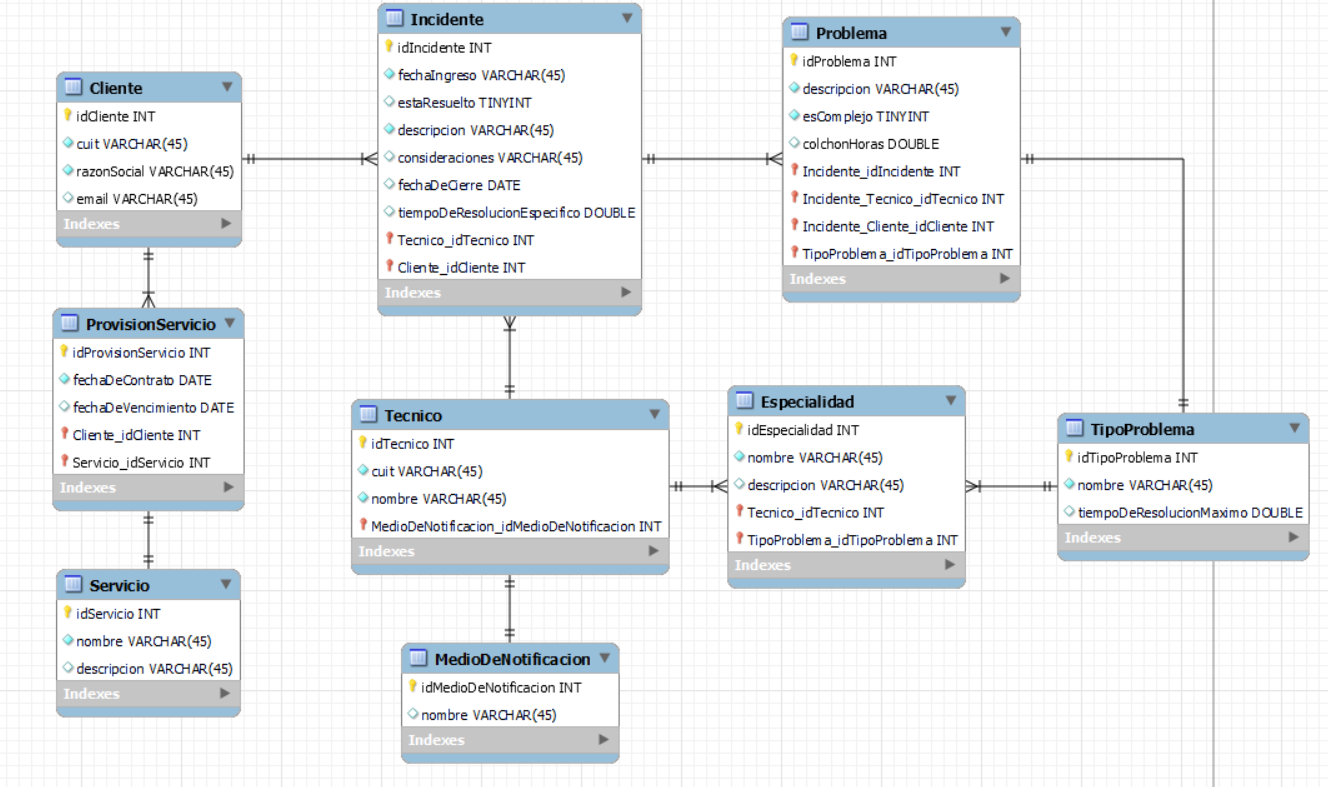 Cliente
idCliente INT
cuit VARCHAR(45)
razonSocial VARCHAR(45)
email VARCHAR(45)
Indexes
ProvisionServicio
idProvisionServicio INT
fechaDeContrato DATE
fechaDeVencimiento DATE
Cliente_idCliente INT
Servicio_idServicio INT
Indexes
Servicio
idServicio INT
nombre VARCHAR(45)
descripcion VARCHAR(45)
Indexes
Incidente
idIncidente INT
fechaIngreso VARCHAR(45)
estaResuelto TINYINT
descripcion VARCHAR(45)
consideraciones VARCHAR(45)
fechaDeCierre DATE
tiempoDeResolucionEspecifico DOUBLE
Tecnico_idTecnico INT
Cliente_idCliente INT
Indexes
Tecnico
idTecnico INT
cuit VARCHAR(45)
nombre VARCHAR(45)
MedioDeNotificacion_idMedioDeNotificacion INT
Indexes
MedioDeNotificacion
idMedioDeNotificacion INT
nombre VARCHAR(45)
Indexes
Problema
idProblema INT
descripcion VARCHAR(45)
esComplejo TINYINT
colchonHoras DOUBLE
Incidente_idIncidente INT
Incidente_Tecnico_idTecnico INT
Incidente_Cliente_idCliente INT
TipoProblema_idTipoProblema INT
Indexes
Especialidad
idEspecialidad INT
nombre VARCHAR(45)
descripcion VARCHAR(45)
Tecnico_idTecnico INT
TipoProblema_idTipoProblema INT
Indexes
TipoProblema
idTipoProblema INT
nombre VARCHAR(45)
tiempoDeResolucionMaximo DOUBLE
Indexes